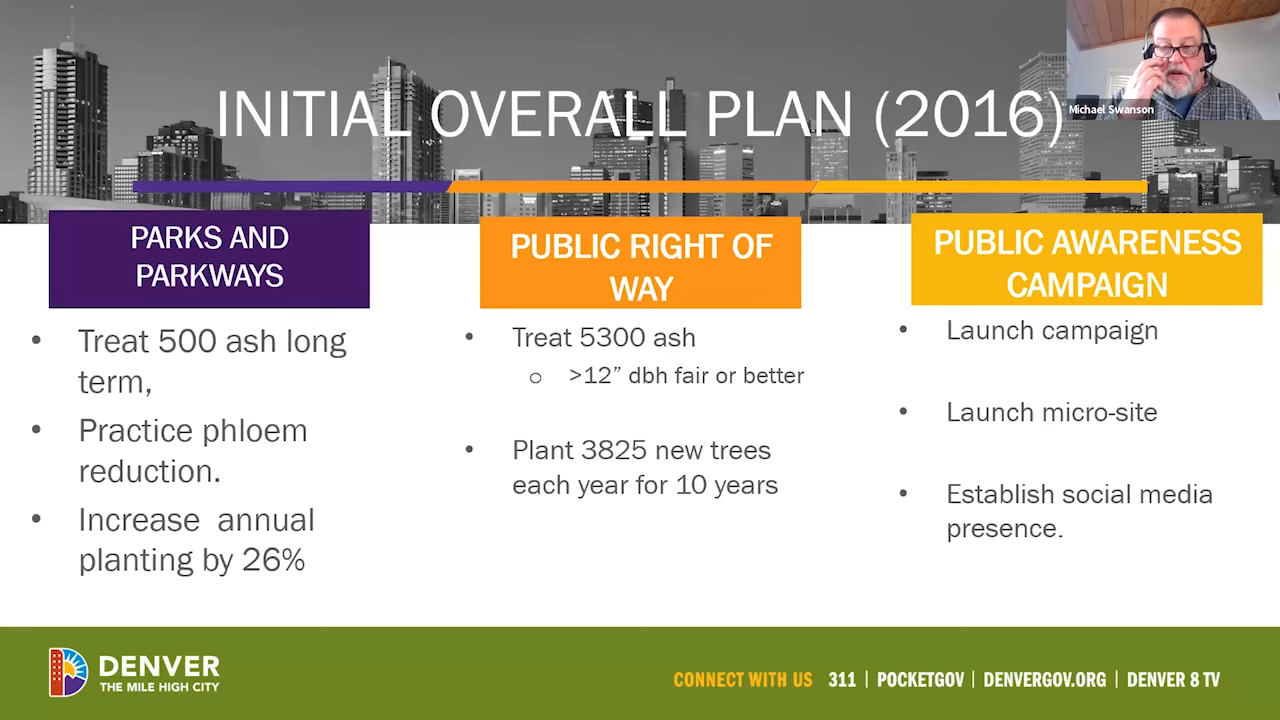 INITIAL OVERALL PLAN (2016)
Michael Swanson
PARKS AND
PARKWAYS
• Treat 500 ash long
term,
• Practice phloem
reduction.
• Increase annual
planting by 26%
PUBLIC RIGHT OF
WAY
• Treat 5300 ash
o >12” dbh fair or better
• Plant 3825 new trees
each year for 10 years
PUBLIC AWARENESS
CAMPAIGN
• Launch campaign
• Launch micro-site
• Establish social media
presence.
DENVER
THE MILE HIGH CITY
CONNECT WITH US 311 | POCKETGOV | DENVERGOV.ORG | DENVER 8 TV